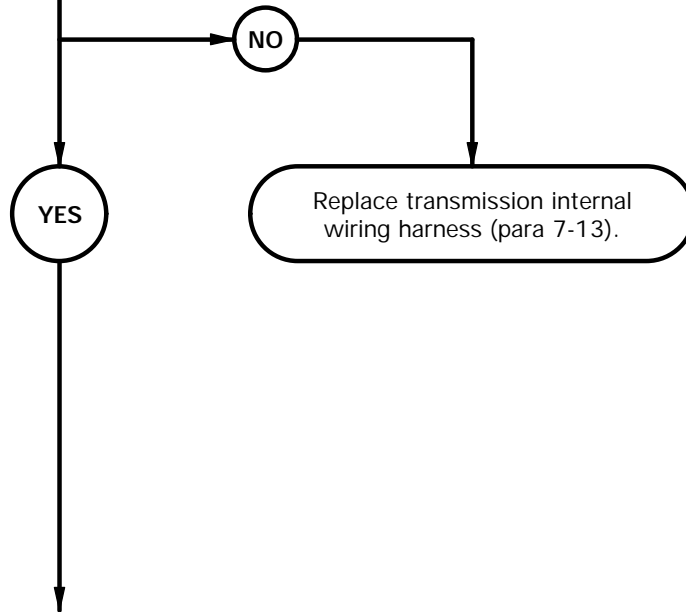 NO
YES
Replace transmission internal
wiring harness (para 7-13).